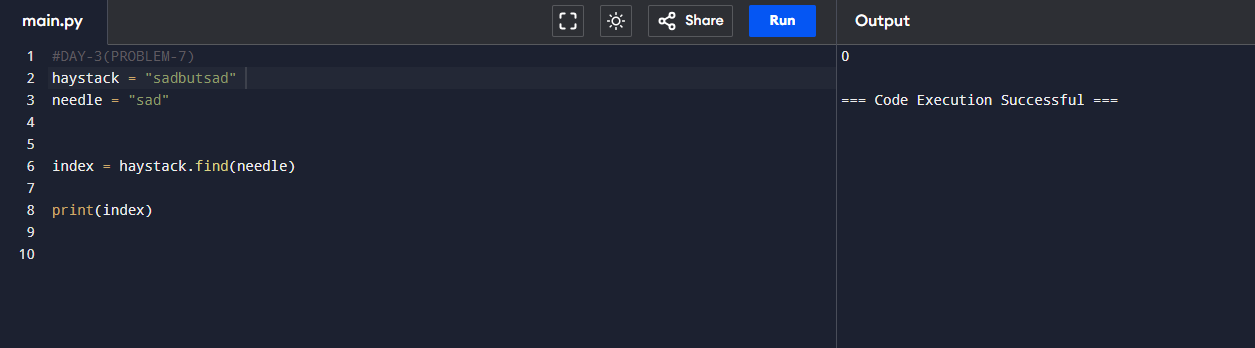 main.py
Share
Run
Output
1 #DAY-3(PROBLEM-7)
2 haystack = "sadbutsad"
3 needle = "sad"
4
5
6 index = haystack.find(needle)
7
8 print(index)
9
10
0
=== Code Execution Successful ===